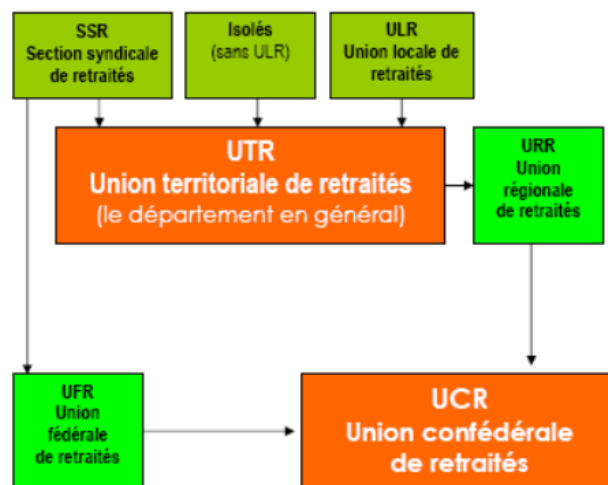 SSR
Section syndicale
de retraités
Isolés
(sans ULR)
ULR
Union locale de
retraités
UTR
Union territoriale de retraités
(le département en général)
URR
Union
régionale
de retraités
UFR
Union
fédérale
de retraités
UCR
Union confédérale
de retraités